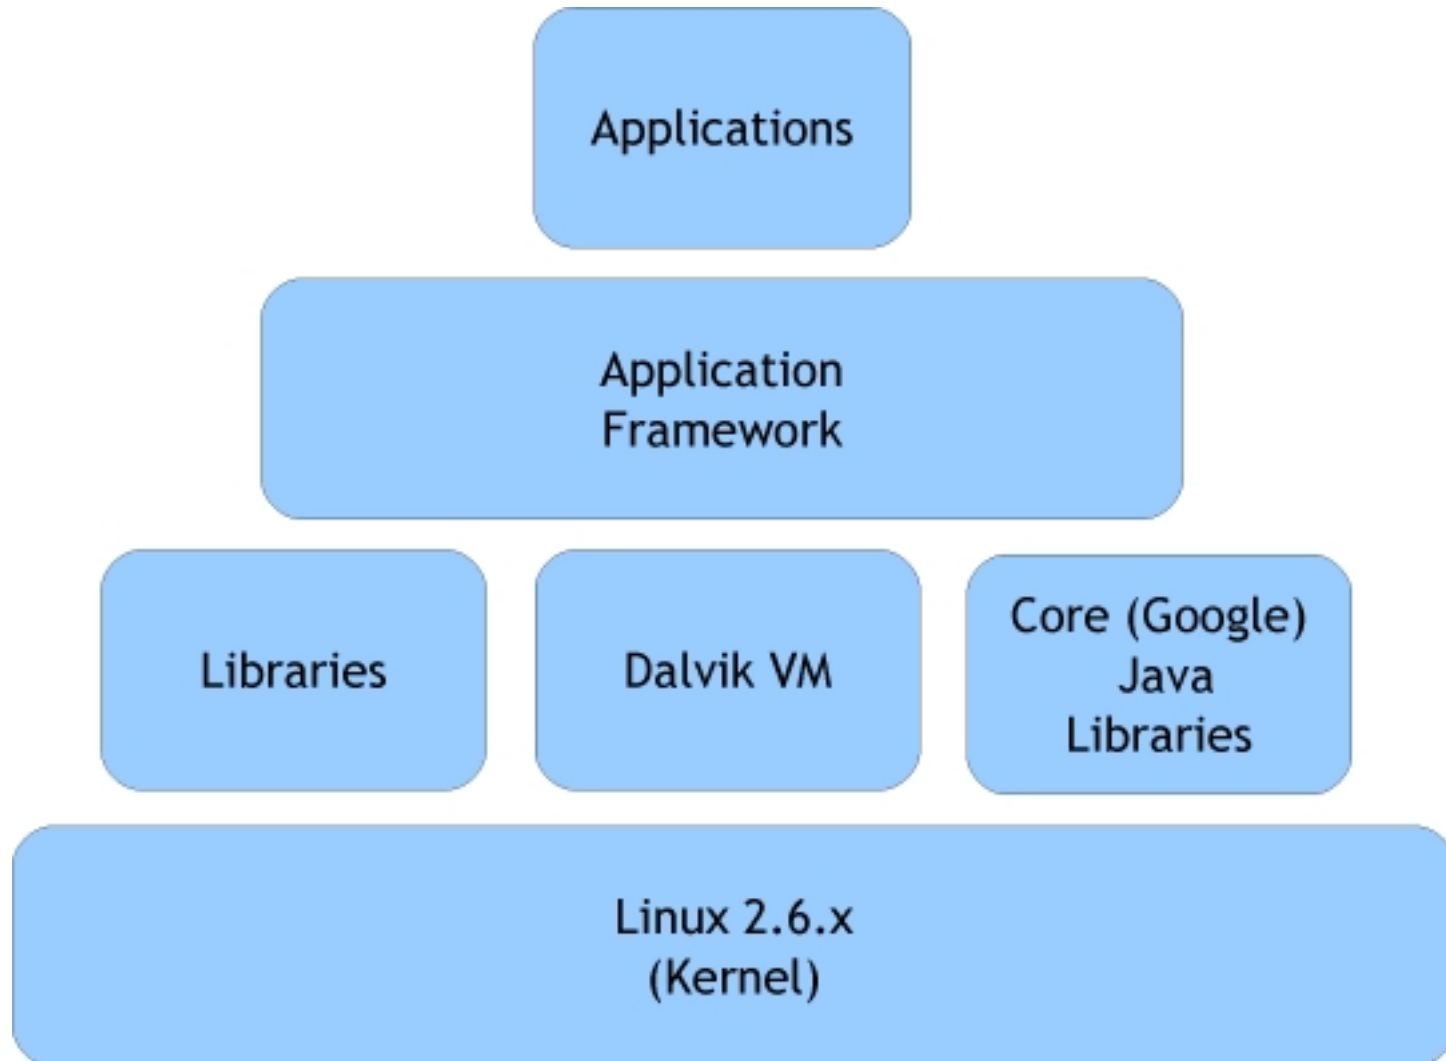 Applications
Application
Framework
Libraries
Dalvik VM
Core (Google)
Java
Libraries
Linux 2.6.x
(Kernel)